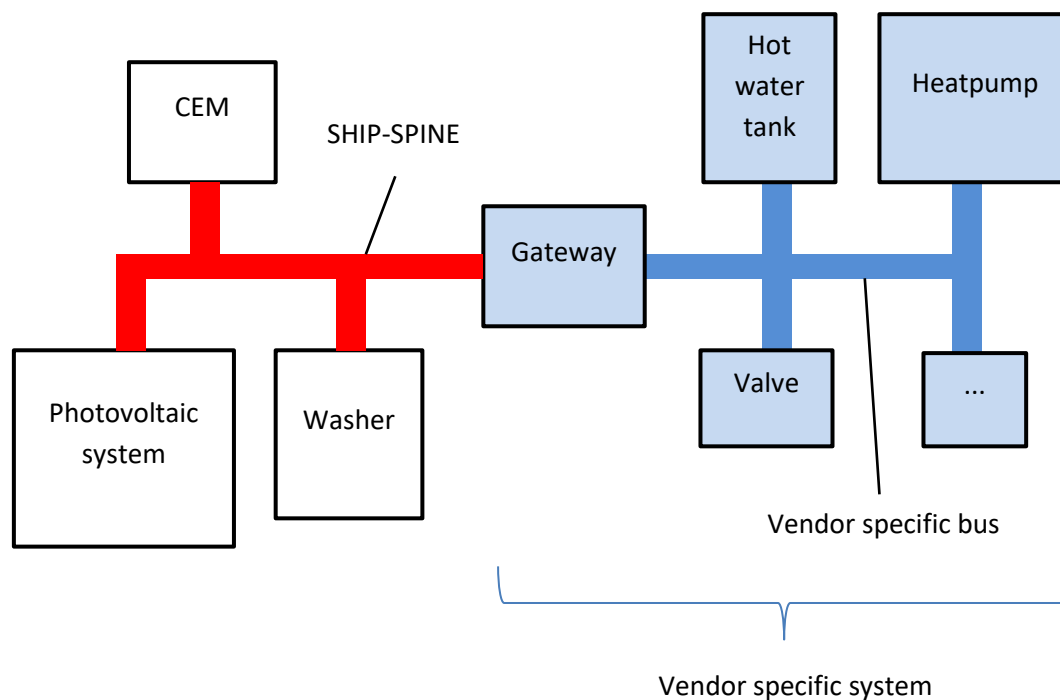 Hot
water
tank
Heatpump
CEM
SHIP-SPINE
Gateway
Photovoltaic
system
Washer
Valve
...
Vendor specific bus
Vendor specific system